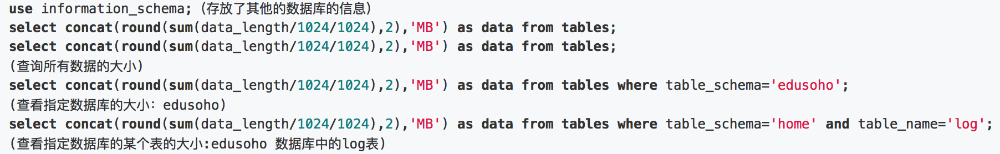 use information_schema; (存放了其他的数据库的信息)
select concat(round(sum(data_length/1024/1024),2),'MB') as data from tables;
select concat(round(sum(data_length/1024/1024),2),'MB') as data from tables;
(查询所有数据的大小)
select concat(round(sum(data_length/1024/1024),2),'MB') as data from tables where table_schema='edusoho';
(查看指定数据库的大小：edusoho)
select concat(round(sum(data_length/1024/1024),2),'MB') as data from tables where table_schema='home' and table_name='log';
(查看指定数据库的某个表的大小:edusoho 数据库中的log表)